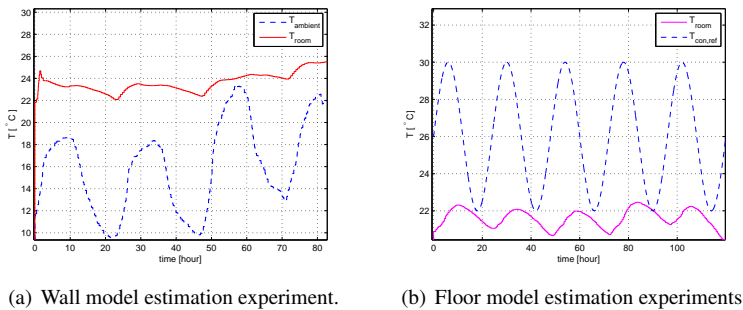 T_ambient
T_room
28
26
24
22
20
18
16
14
12
10
T [ °C]
0 10 20 30 40 50 60 70 80
time [hour]
(a) Wall model estimation experiment.
T_room
T_con,ref
32
30
28
26
24
22
T [ °C]
0 20 40 60 80 100
time [hour]
(b) Floor model estimation experiments